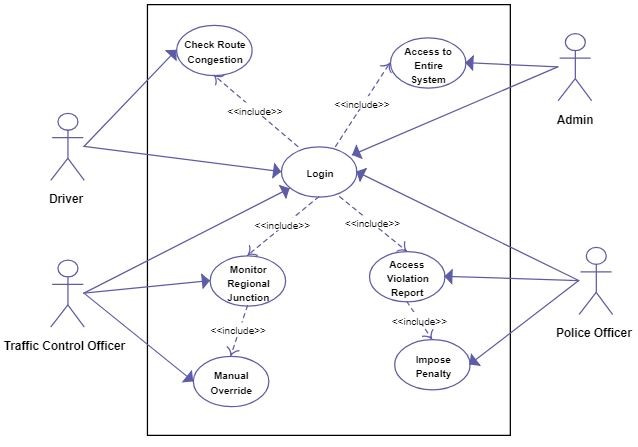 Check Route
Congestion
Access to
Entire
System
Admin
<<include>>
<<include>>
Driver
Login
<<include>>
<<include>>
Monitor
Regional
Junction
Access
Violation
Report
<<include>>
<<include>>
Traffic Control Officer
Police Officer
Manual
Override
Impose
Penalty